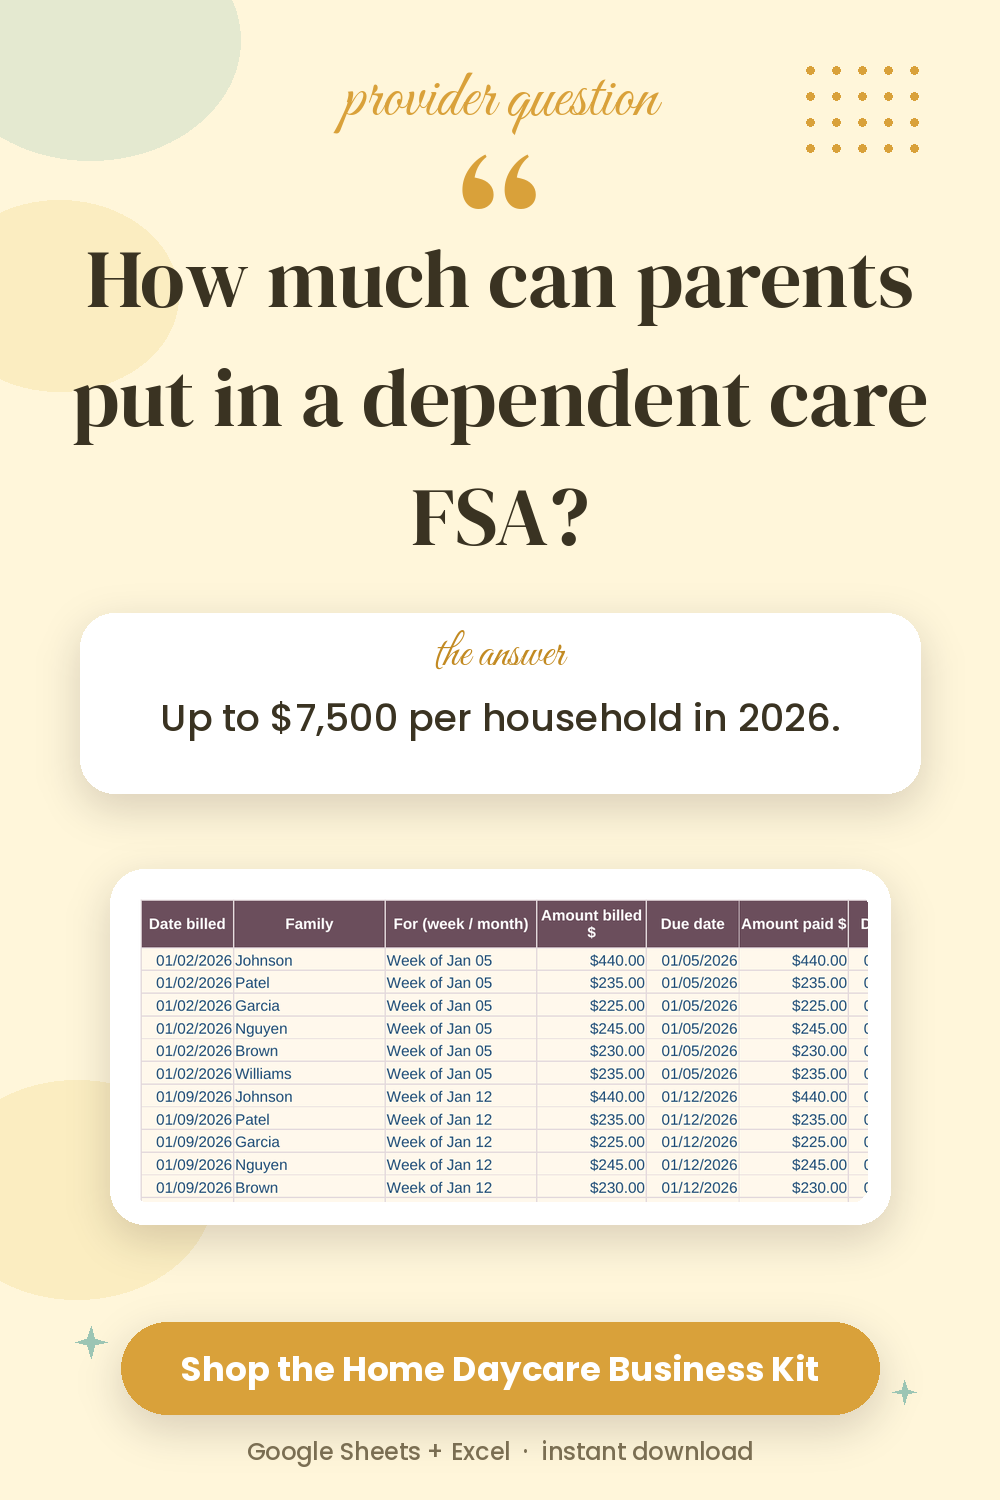 provider question
“
How much can parents
put in a dependent care
FSA?
the answer
Up to $7,500 per household in 2026.
Date billed Family For (week / month) Amount billed $ Due date Amount paid $
01/02/2026 Johnson Week of Jan 05 $440.00 01/05/2026 $440.00
01/02/2026 Patel Week of Jan 05 $235.00 01/05/2026 $235.00
01/02/2026 Garcia Week of Jan 05 $225.00 01/05/2026 $225.00
01/02/2026 Nguyen Week of Jan 05 $245.00 01/05/2026 $245.00
01/02/2026 Brown Week of Jan 05 $230.00 01/05/2026 $230.00
01/02/2026 Williams Week of Jan 05 $235.00 01/05/2026 $235.00
01/09/2026 Johnson Week of Jan 12 $440.00 01/12/2026 $440.00
01/09/2026 Patel Week of Jan 12 $235.00 01/12/2026 $235.00
01/09/2026 Garcia Week of Jan 12 $225.00 01/12/2026 $225.00
01/09/2026 Nguyen Week of Jan 12 $245.00 01/12/2026 $245.00
01/09/2026 Brown Week of Jan 12 $230.00 01/12/2026 $230.00
Shop the Home Daycare Business Kit
Google Sheets + Excel · instant download